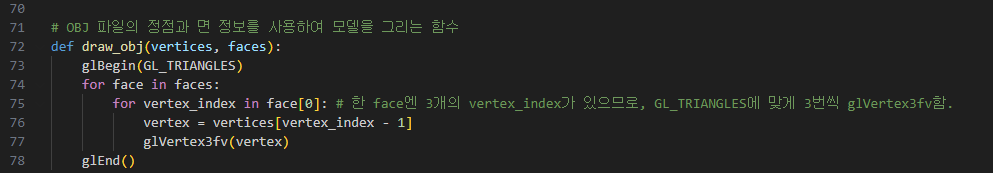 70
71 # OBJ 파일의 정점과 면 정보를 사용하여 모델을 그리는 함수
72 def draw_obj(vertices, faces):
73     glBegin(GL_TRIANGLES)
74     for face in faces:
75         for vertex_index in face[0]: # 한 face엔 3개의 vertex_index가 있으므로, GL_TRIANGLES에 맞게 3번씩 glVertex3fv함.
76             vertex = vertices[vertex_index - 1]
77             glVertex3fv(vertex)
78     glEnd()